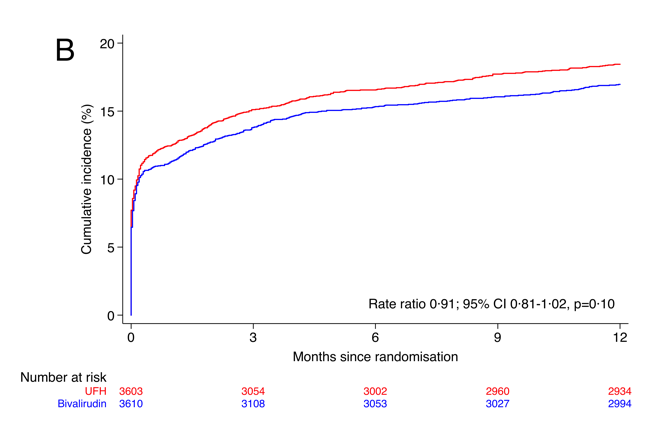 B
20
15
10
5
0
Cumulative incidence (%)
Rate ratio 0·91; 95% CI 0·81-1·02, p=0·10
0 3 6 9 12
Months since randomisation
Number at risk
UFH 3603 3054 3002 2960 2934
Bivalirudin 3610 3108 3053 3027 2994